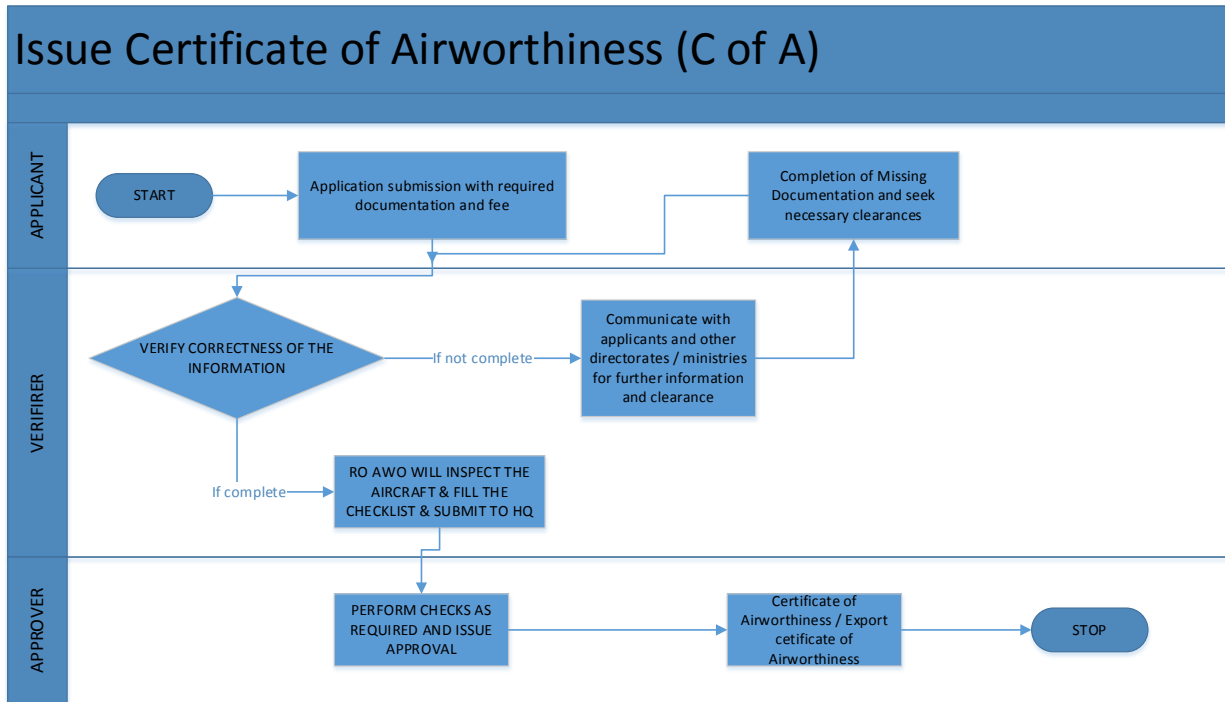 Issue Certificate of Airworthiness (C of A)
APPLICANT
START
Application submission with required
documentation and fee
Completion of Missing
Documentation and seek
necessary clearances
VERIFIRER
VERIFY CORRECTNESS OF THE
INFORMATION
If not complete
Communicate with
applicants and other
directorates / ministries
for further information
and clearance
If complete
RO AWO WILL INSPECT THE
AIRCRAFT & FILL THE
CHECKLIST & SUBMIT TO HQ
APPROVER
PERFORM CHECKS AS
REQUIRED AND ISSUE
APPROVAL
Certificate of
Airworthiness / Export
cetificate of
Airworthiness
STOP